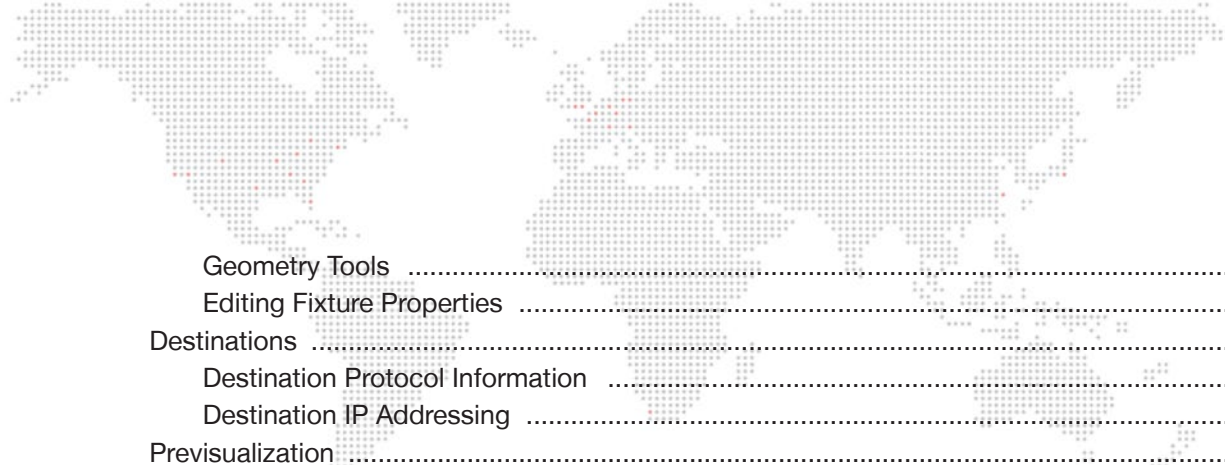 Geometry Tools ................................................................
Editing Fixture Properties ................................................................
Destinations ................................................................
Destination Protocol Information ................................................................
Destination IP Addressing ................................................................
Previsualization ................................................................